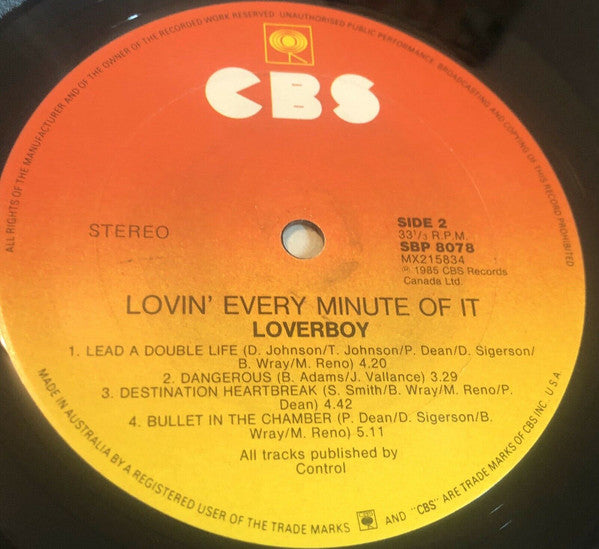 ALL RIGHTS OF THE MANUFACTURER AND OF THE OWNER OF THE RECORDED WORK RESERVED. UNAUTHORISED PUBLIC PERFORMANCE, BROADCASTING AND COPYING OF THIS RECORD PROHIBITED
CBS
STEREO
SIDE 2
33 1/3 R.P.M.
SBP 8078
MX215834
℗ 1985 CBS Records
Canada Ltd.
LOVIN' EVERY MINUTE OF IT
LOVERBOY
1. LEAD A DOUBLE LIFE (D. Johnson/T. Johnson/P. Dean/D. Sigerson/
B. Wray/M. Reno) 4.20
2. DANGEROUS (B. Adams/J. Vallance) 3.29
3. DESTINATION HEARTBREAK (S. Smith/B. Wray/M. Reno/P.
Dean) 4.42
4. BULLET IN THE CHAMBER (P. Dean/D. Sigerson/B.
Wray/M. Reno) 5.11
All tracks published by
Control
MADE IN AUSTRALIA BY A REGISTERED USER OF THE TRADE MARKS CBS AND "CBS" ARE TRADE MARKS OF CBS INC. U.S.A.